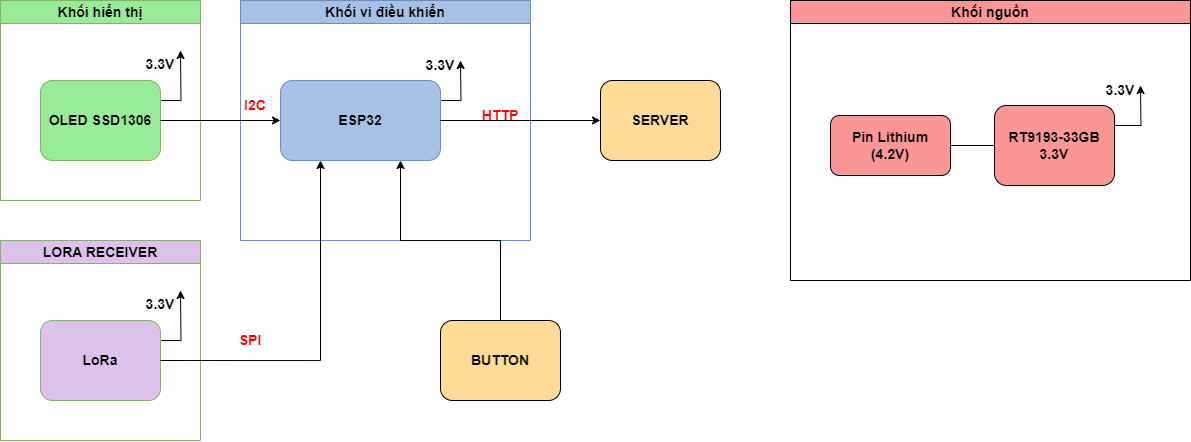 Khối hiển thị
3.3V
OLED SSD1306
I2C
Khối vi điều khiển
3.3V
ESP32
HTTP
SERVER
Khối nguồn
3.3V
Pin Lithium
(4.2V)
RT9193-33GB
3.3V
LORA RECEIVER
3.3V
LoRa
SPI
BUTTON